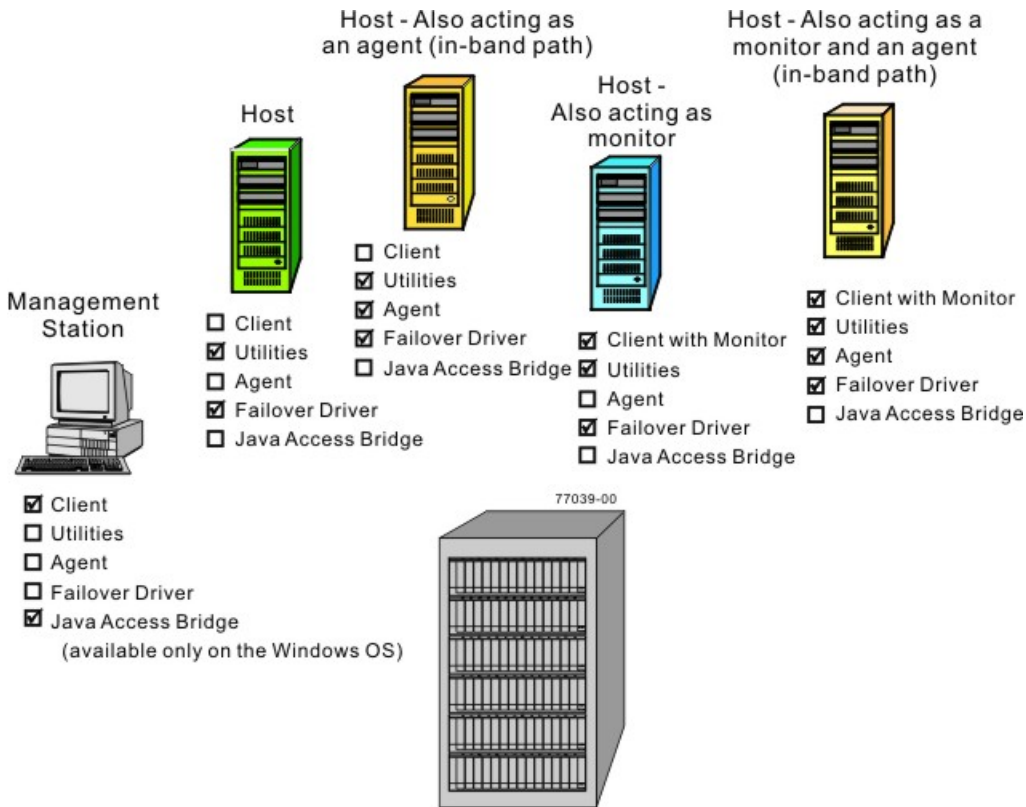 Host - Also acting as
an agent (in-band path)
Host - Also acting as a
monitor and an agent
(in-band path)
Host
Host -
Also acting as
monitor
Management
Station
Client
Utilities
Agent
Failover Driver
Java Access Bridge
(available only on the Windows OS)
Client
Utilities
Agent
Failover Driver
Java Access Bridge
Client
Utilities
Agent
Failover Driver
Java Access Bridge
Client with Monitor
Utilities
Agent
Failover Driver
Java Access Bridge
Client with Monitor
Utilities
Agent
Failover Driver
Java Access Bridge
77039-00